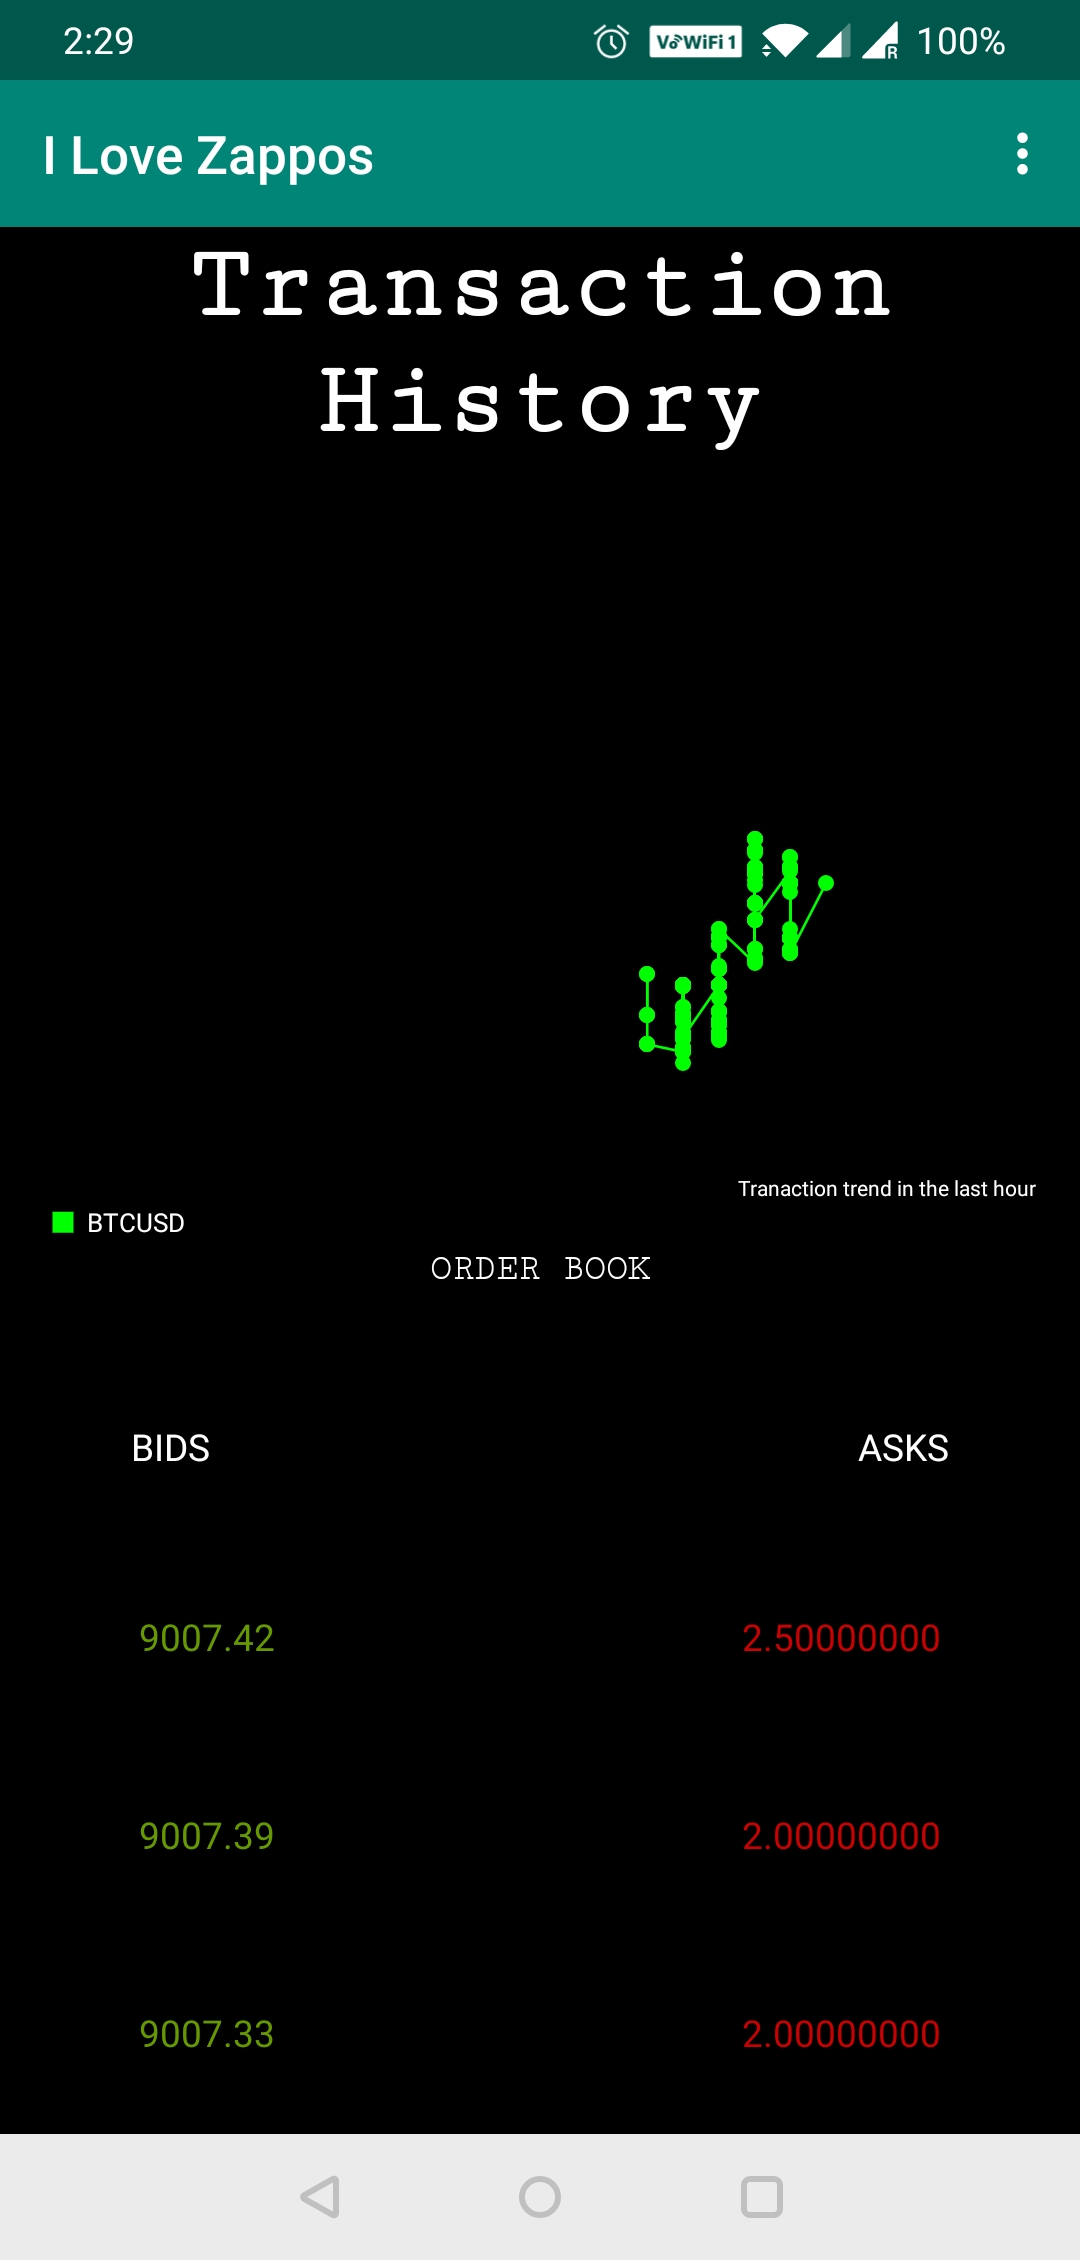 2:29
VoWiFi 1
R
100%
I Love Zappos
Transaction
History
Tranaction trend in the last hour
BTCUSD
ORDER BOOK
BIDS
ASKS
9007.42
2.50000000
9007.39
2.00000000
9007.33
2.00000000